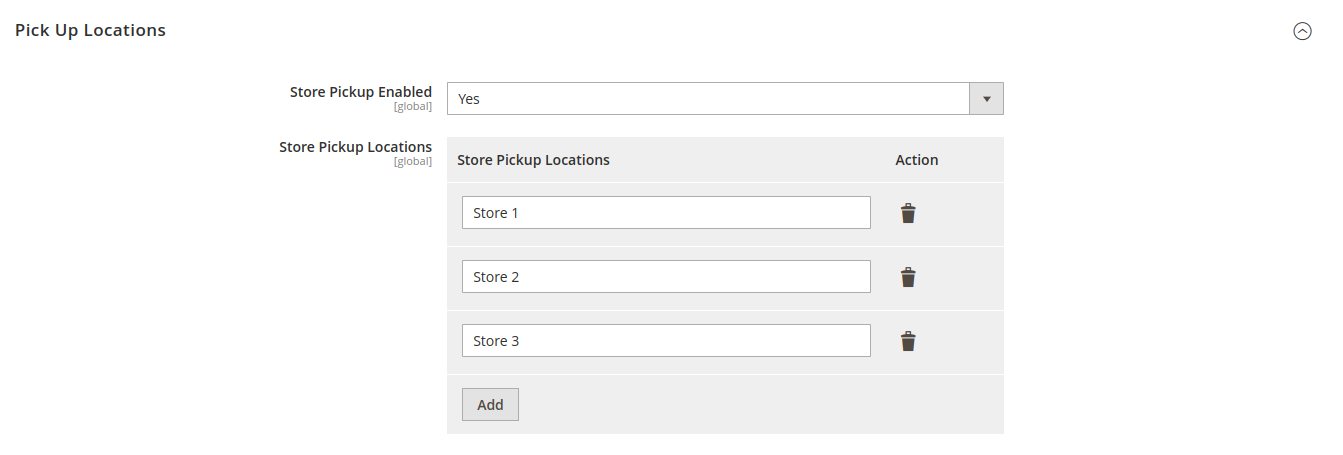 Pick Up Locations
Store Pickup Enabled
[global]
Yes
Store Pickup Locations
[global]
Store Pickup Locations Action
Store 1
Store 2
Store 3
Add